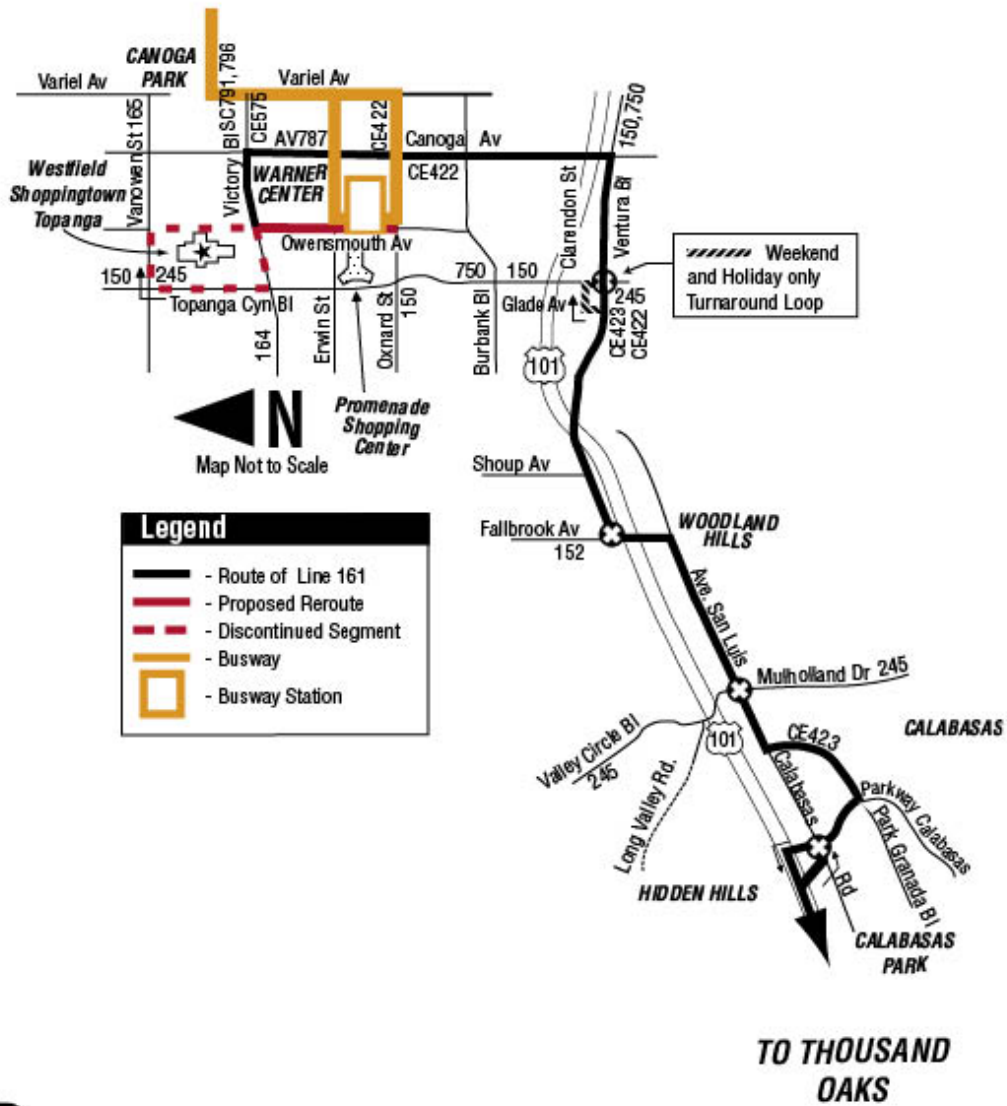 CANOGA
PARK
Variel Av
Variel Av
SC791,796
CE575
CE422
150,750
Vanowen St 165
Victory Bl
AV787
Canoga Av
CE422
WARNER
CENTER
Westfield
Shoppingtown
Topanga
Clarendon St
Ventura Bl
Owensmouth Av
150
245
750
150
Topanga Cyn Bl
164
Erwin St
Oxnard St
150
Burbank Bl
Glade Av
245
CE423
CE422
Weekend
and Holiday only
Turnaround Loop
101
N
Map Not to Scale
Promenade
Shopping
Center
Shoup Av
Fallbrook Av
152
WOODLAND
HILLS
Legend
- Route of Line 161
- Proposed Reroute
- Discontinued Segment
- Busway
- Busway Station
Ave. San Luis
Mulholland Dr 245
Valley Circle Bl
245
101
CE423
CALABASAS
Long Valley Rd.
Calabasas
Rd
Parkway Calabasas
Park Granada Bl
HIDDEN HILLS
CALABASAS
PARK
TO THOUSAND
OAKS